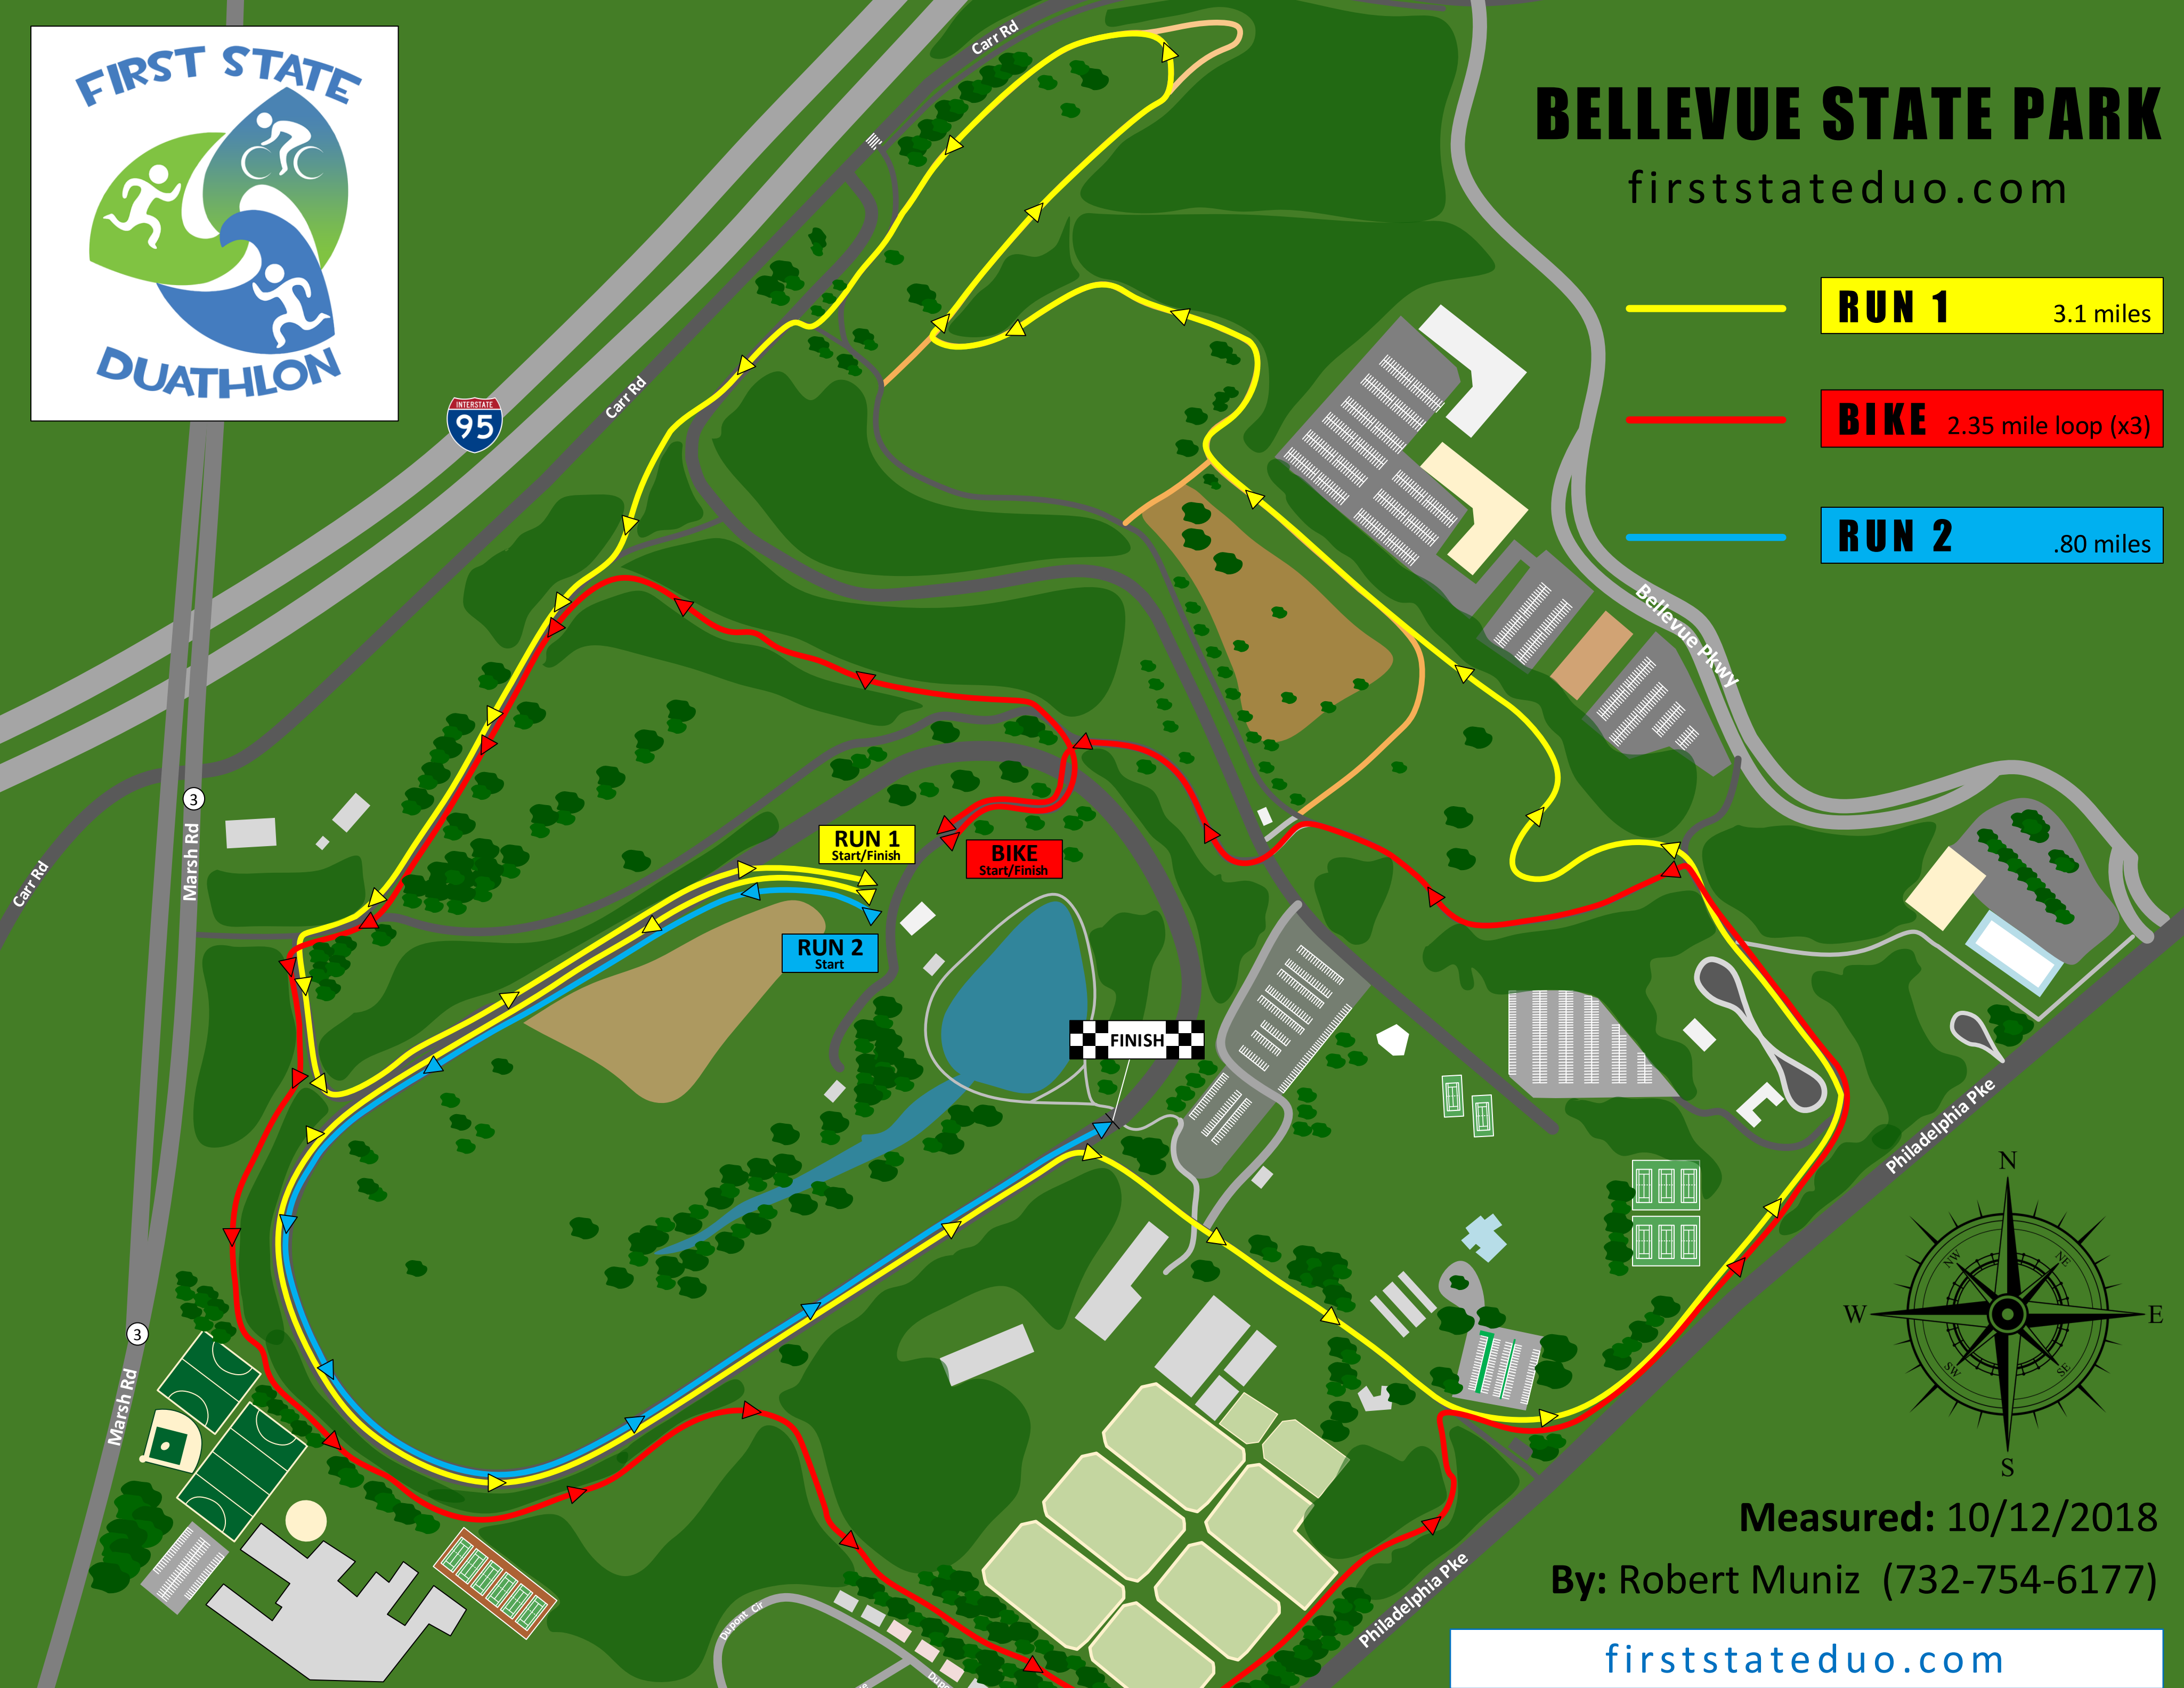 FIRST STATE
DUATHLON
BELLEVUE STATE PARK
firststateduo.com
RUN 1 3.1 miles
BIKE 2.35 mile loop (x3)
RUN 2 .80 miles
Carr Rd
Carr Rd
INTERSTATE
95
Bellevue Pkwy
3
Marsh Rd
Carr Rd
RUN 1
Start/Finish
BIKE
Start/Finish
RUN 2
Start
FINISH
Philadelphia Pke
N
NW
NE
W
E
SW
SE
S
3
Marsh Rd
Measured: 10/12/2018
By: Robert Muniz (732-754-6177)
Philadelphia Pke
Dupont Cir
firststateduo.com